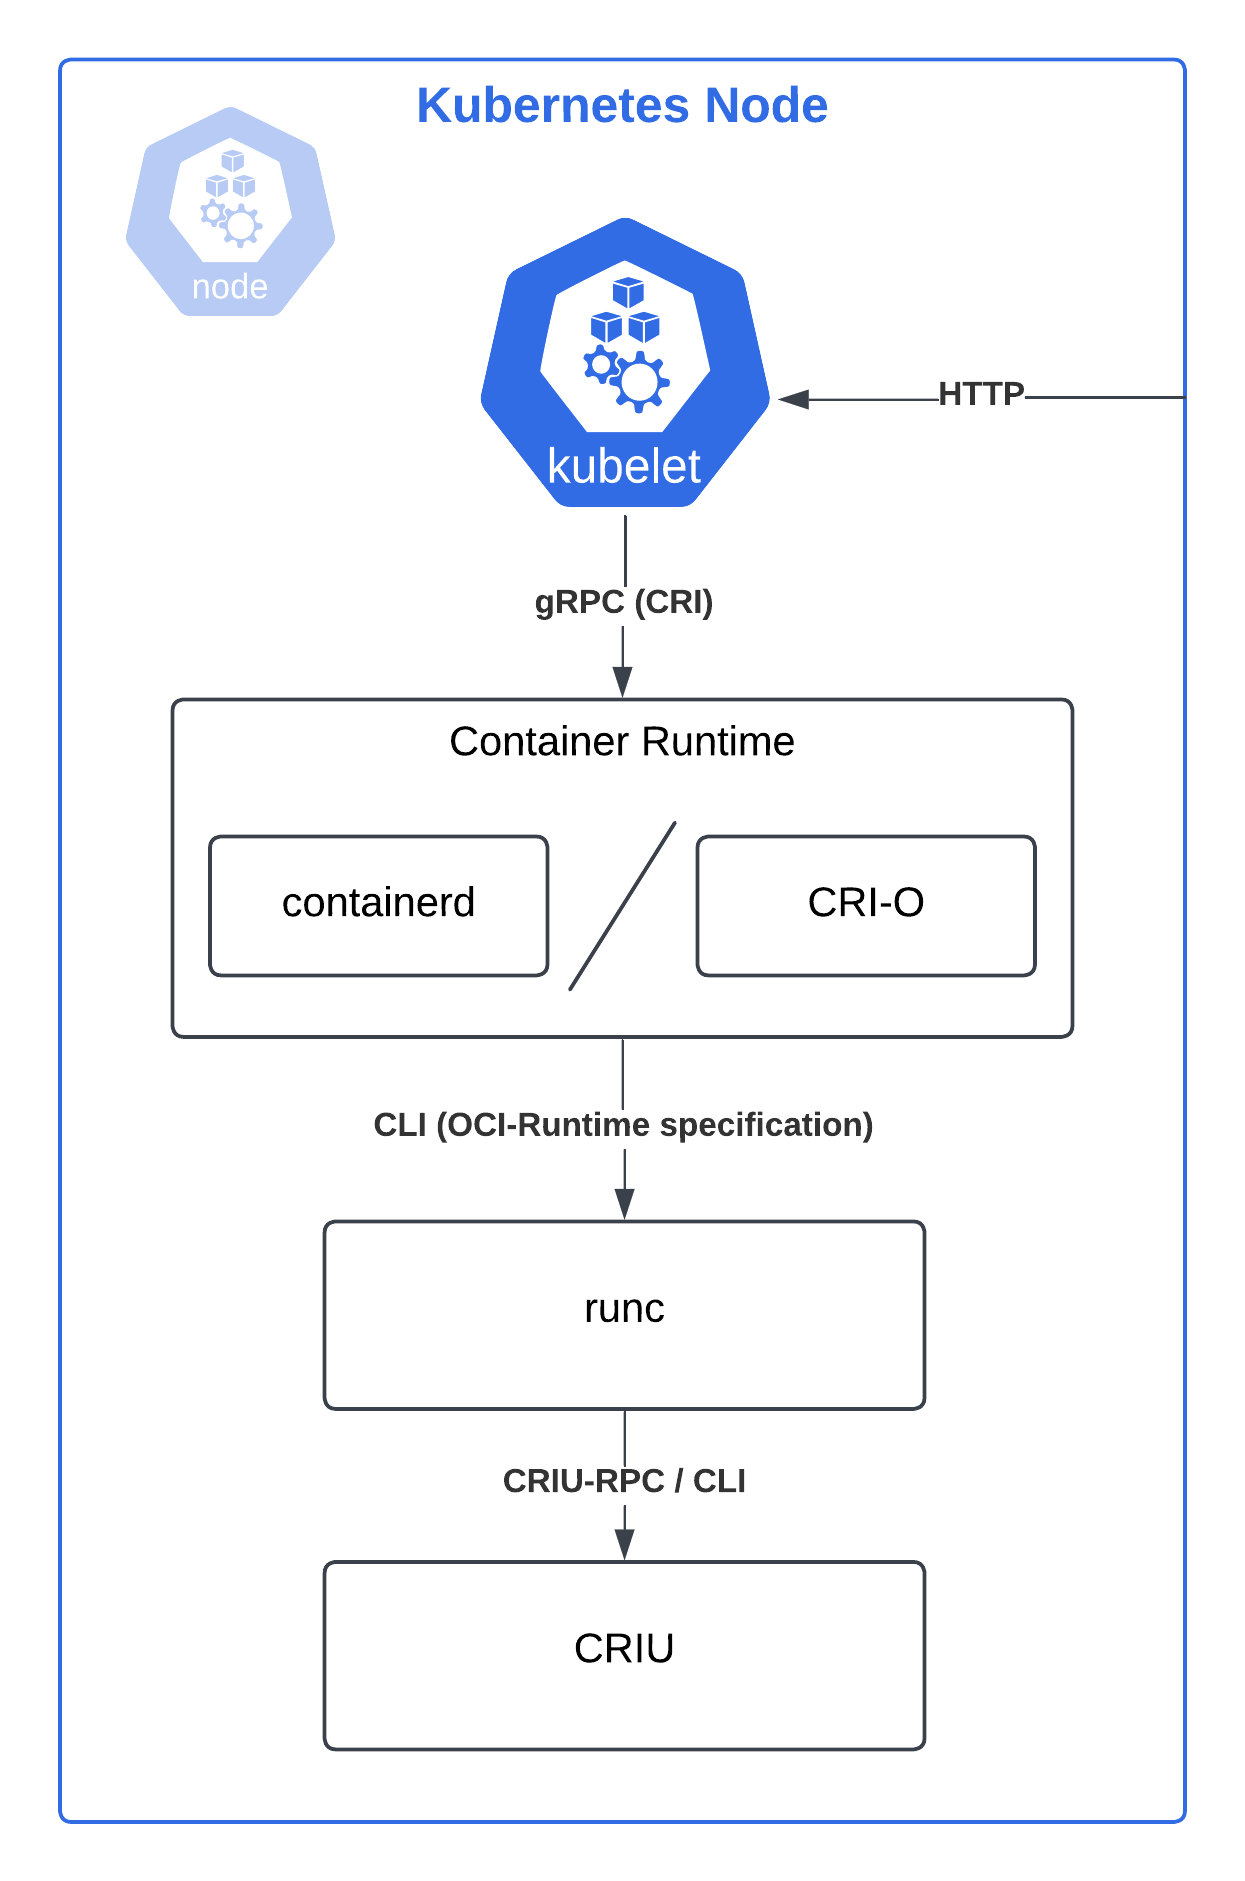 Kubernetes Node
node
kubelet
HTTP
gRPC (CRI)
Container Runtime
containerd
CRI-O
CLI (OCI-Runtime specification)
runc
CRIU-RPC / CLI
CRIU